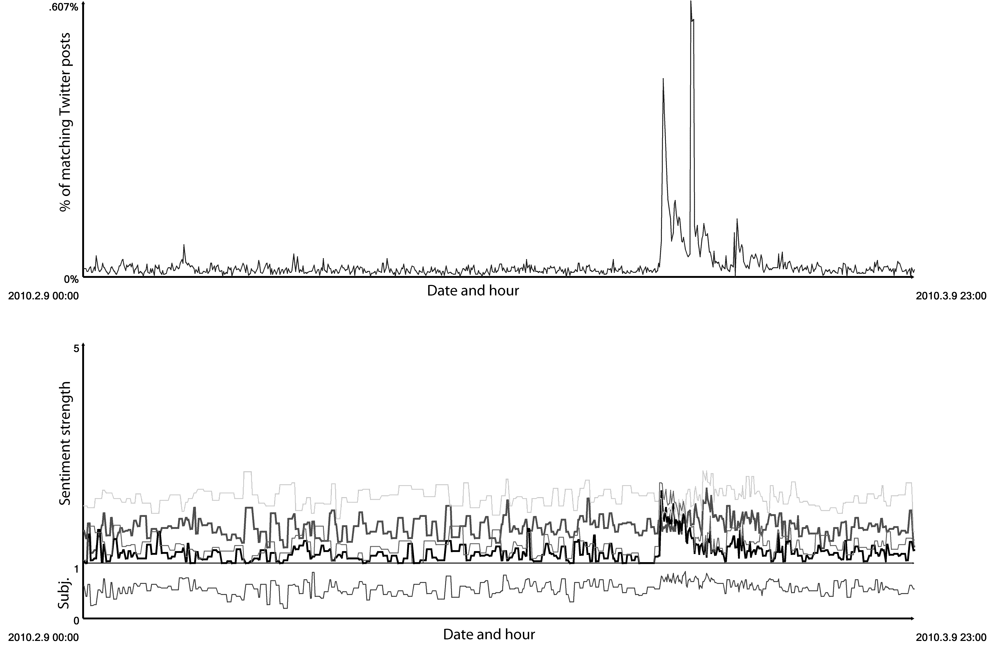 .607%
% of matching Twitter posts
0%
2010.2.9 00:00
Date and hour
2010.3.9 23:00
5
Sentiment strength
1
Subj.
0
2010.2.9 00:00
Date and hour
2010.3.9 23:00